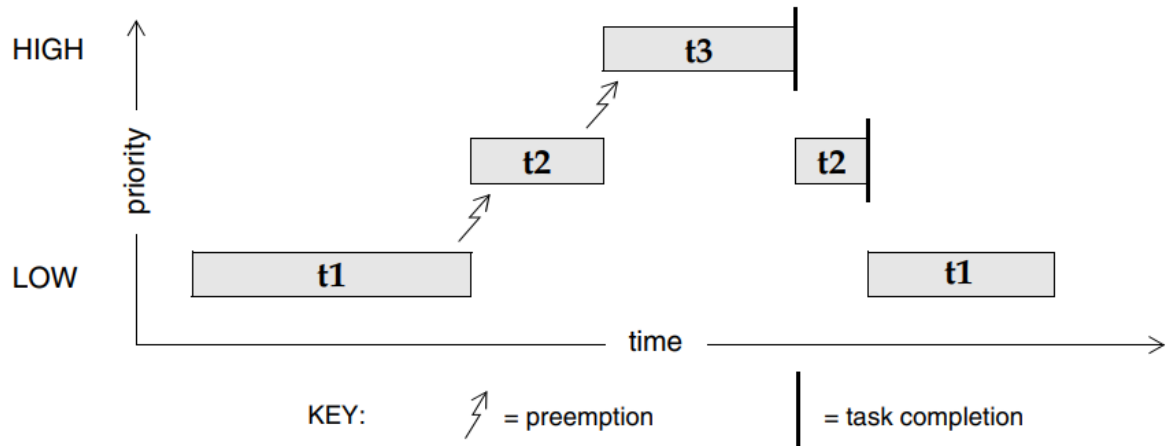 HIGH
t3
priority
t2
t2
LOW
t1
t1
time
KEY: = preemption = task completion